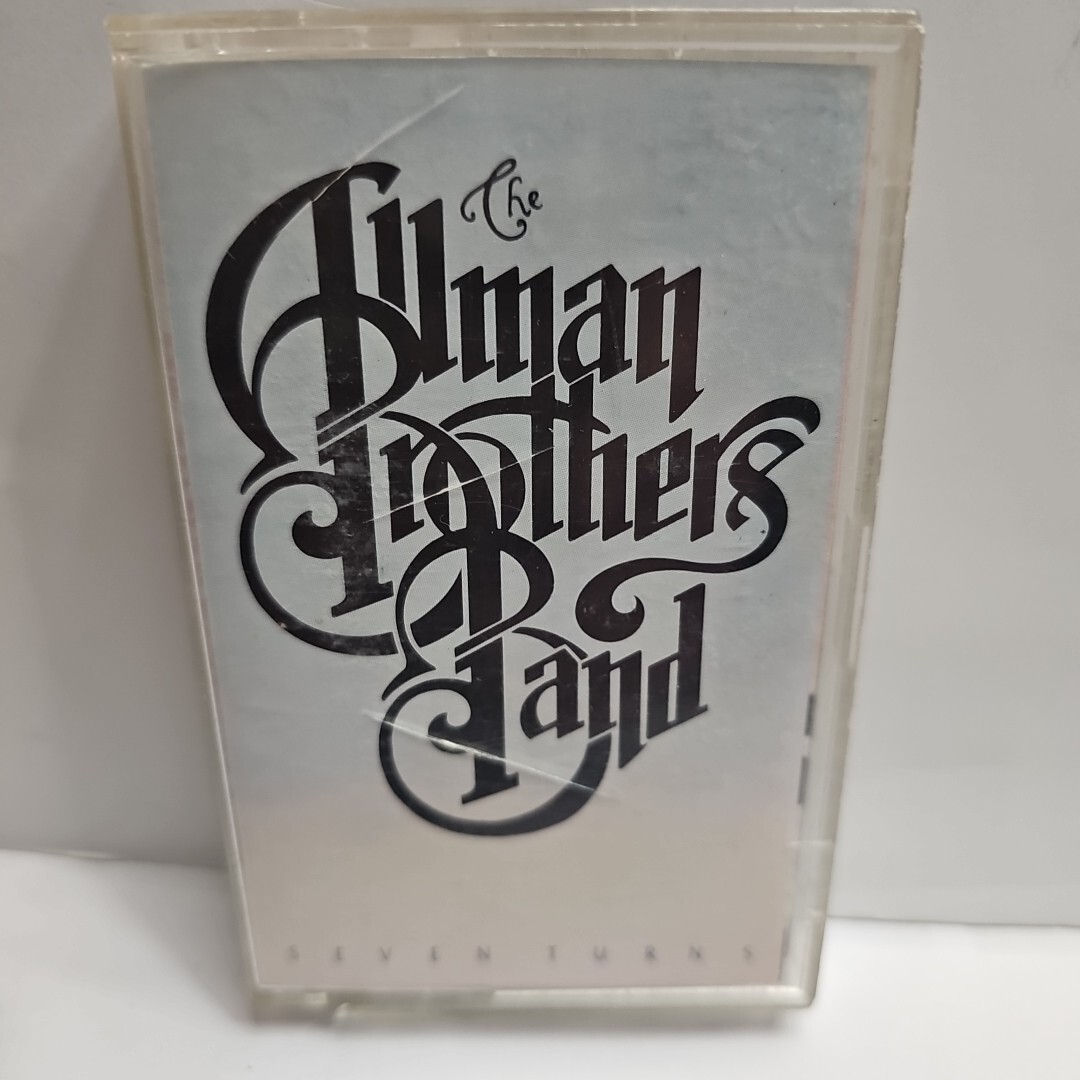 The
Allman
Brothers
Band
SEVEN TURNS